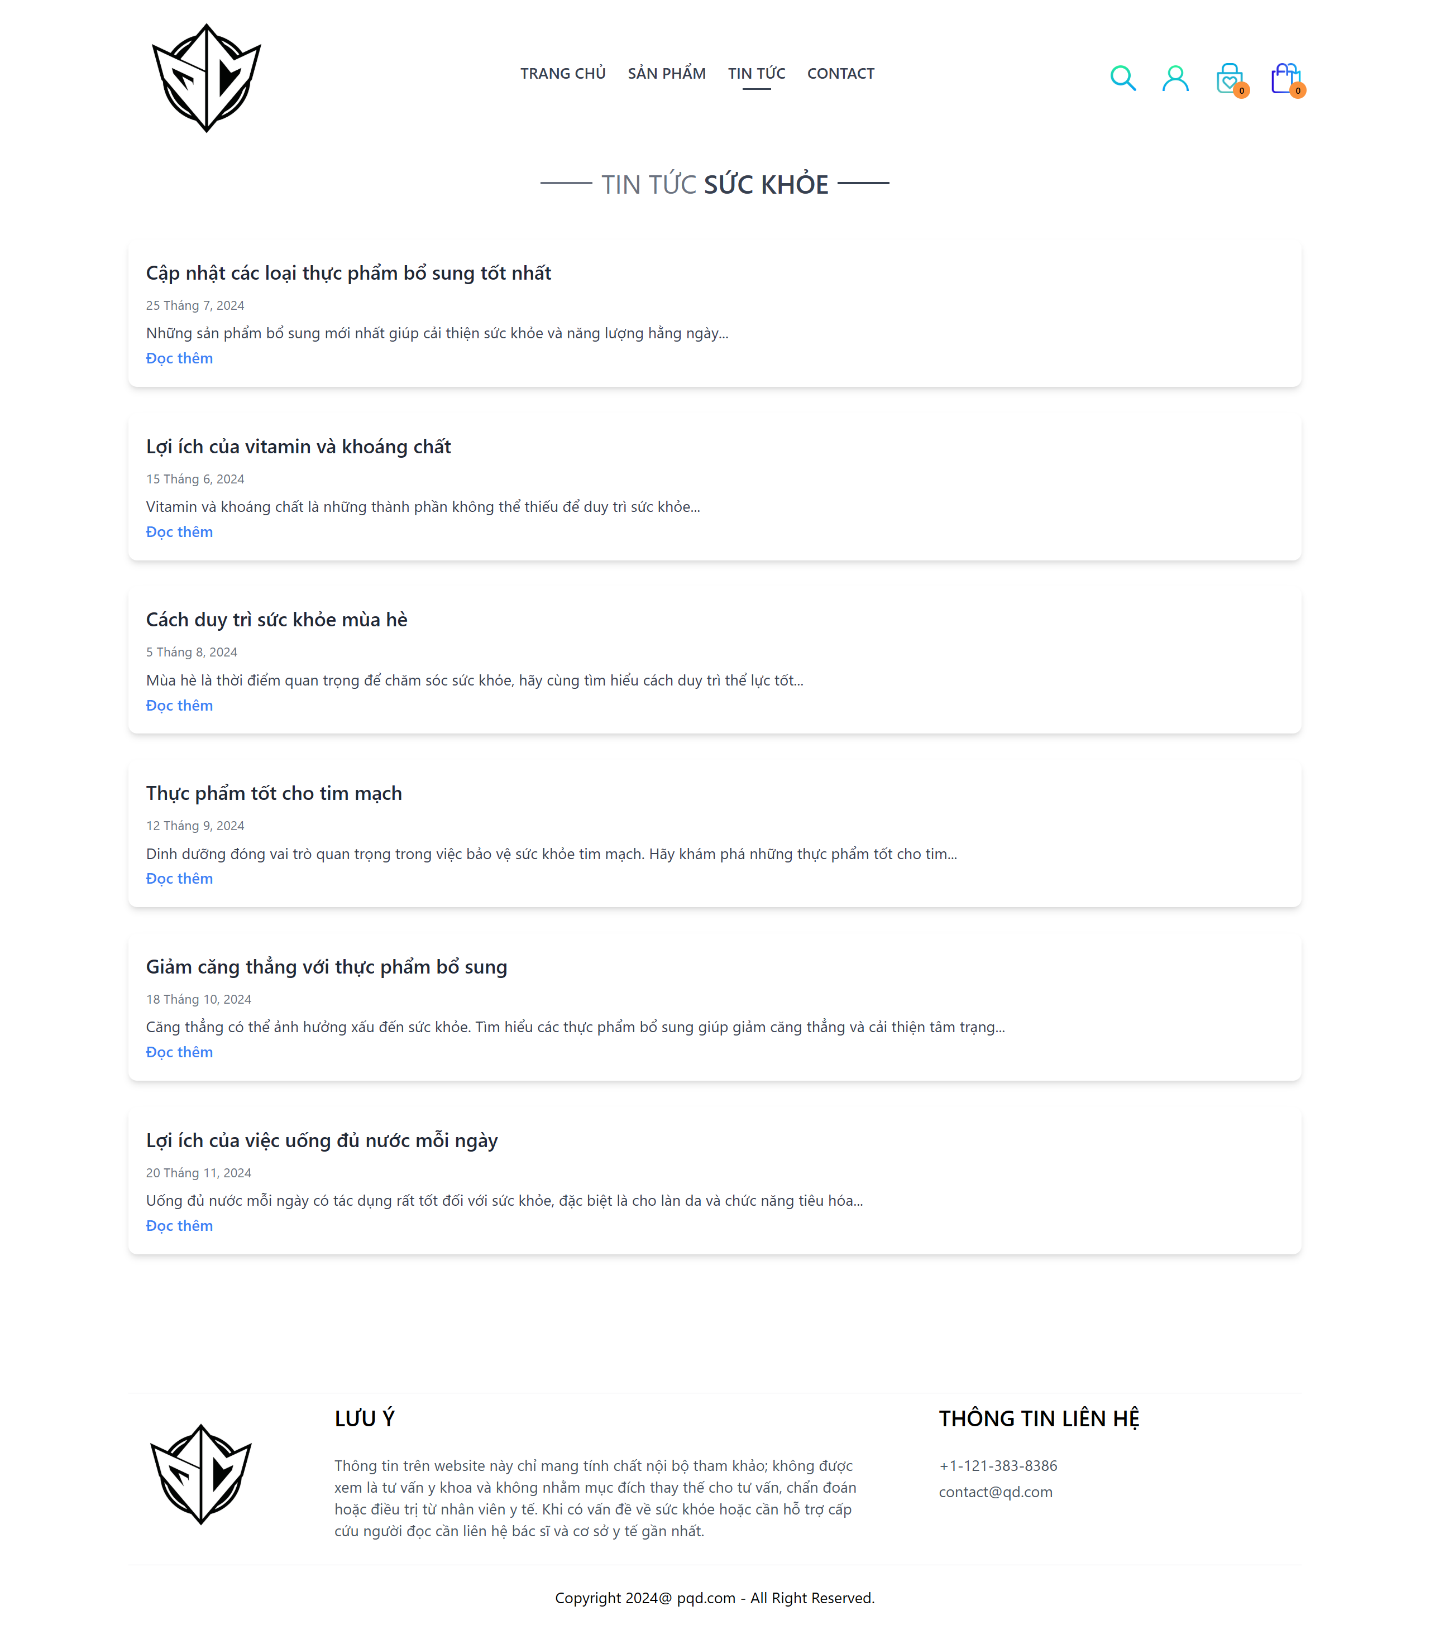 TRANG CHỦ SẢN PHẨM TIN TỨC CONTACT
0 0
TIN TỨC SỨC KHỎE
Cập nhật các loại thực phẩm bổ sung tốt nhất
25 Tháng 7, 2024
Những sản phẩm bổ sung mới nhất giúp cải thiện sức khỏe và năng lượng hằng ngày...
Đọc thêm
Lợi ích của vitamin và khoáng chất
15 Tháng 6, 2024
Vitamin và khoáng chất là những thành phần không thể thiếu để duy trì sức khỏe...
Đọc thêm
Cách duy trì sức khỏe mùa hè
5 Tháng 8, 2024
Mùa hè là thời điểm quan trọng để chăm sóc sức khỏe, hãy cùng tìm hiểu cách duy trì thể lực tốt...
Đọc thêm
Thực phẩm tốt cho tim mạch
12 Tháng 9, 2024
Dinh dưỡng đóng vai trò quan trọng trong việc bảo vệ sức khỏe tim mạch. Hãy khám phá những thực phẩm tốt cho tim...
Đọc thêm
Giảm căng thẳng với thực phẩm bổ sung
18 Tháng 10, 2024
Căng thẳng có thể ảnh hưởng xấu đến sức khỏe. Tìm hiểu các thực phẩm bổ sung giúp giảm căng thẳng và cải thiện tâm trạng...
Đọc thêm
Lợi ích của việc uống đủ nước mỗi ngày
20 Tháng 11, 2024
Uống đủ nước mỗi ngày có tác dụng rất tốt đối với sức khỏe, đặc biệt là cho làn da và chức năng tiêu hóa...
Đọc thêm
LƯU Ý
Thông tin trên website này chỉ mang tính chất nội bộ tham khảo; không được
xem là tư vấn y khoa và không nhằm mục đích thay thế cho tư vấn, chẩn đoán
hoặc điều trị từ nhân viên y tế. Khi có vấn đề về sức khỏe hoặc cần hỗ trợ cấp
cứu người đọc cần liên hệ bác sĩ và cơ sở y tế gần nhất.
THÔNG TIN LIÊN HỆ
+1-121-383-8386
contact@qd.com
Copyright 2024@ pqd.com - All Right Reserved.